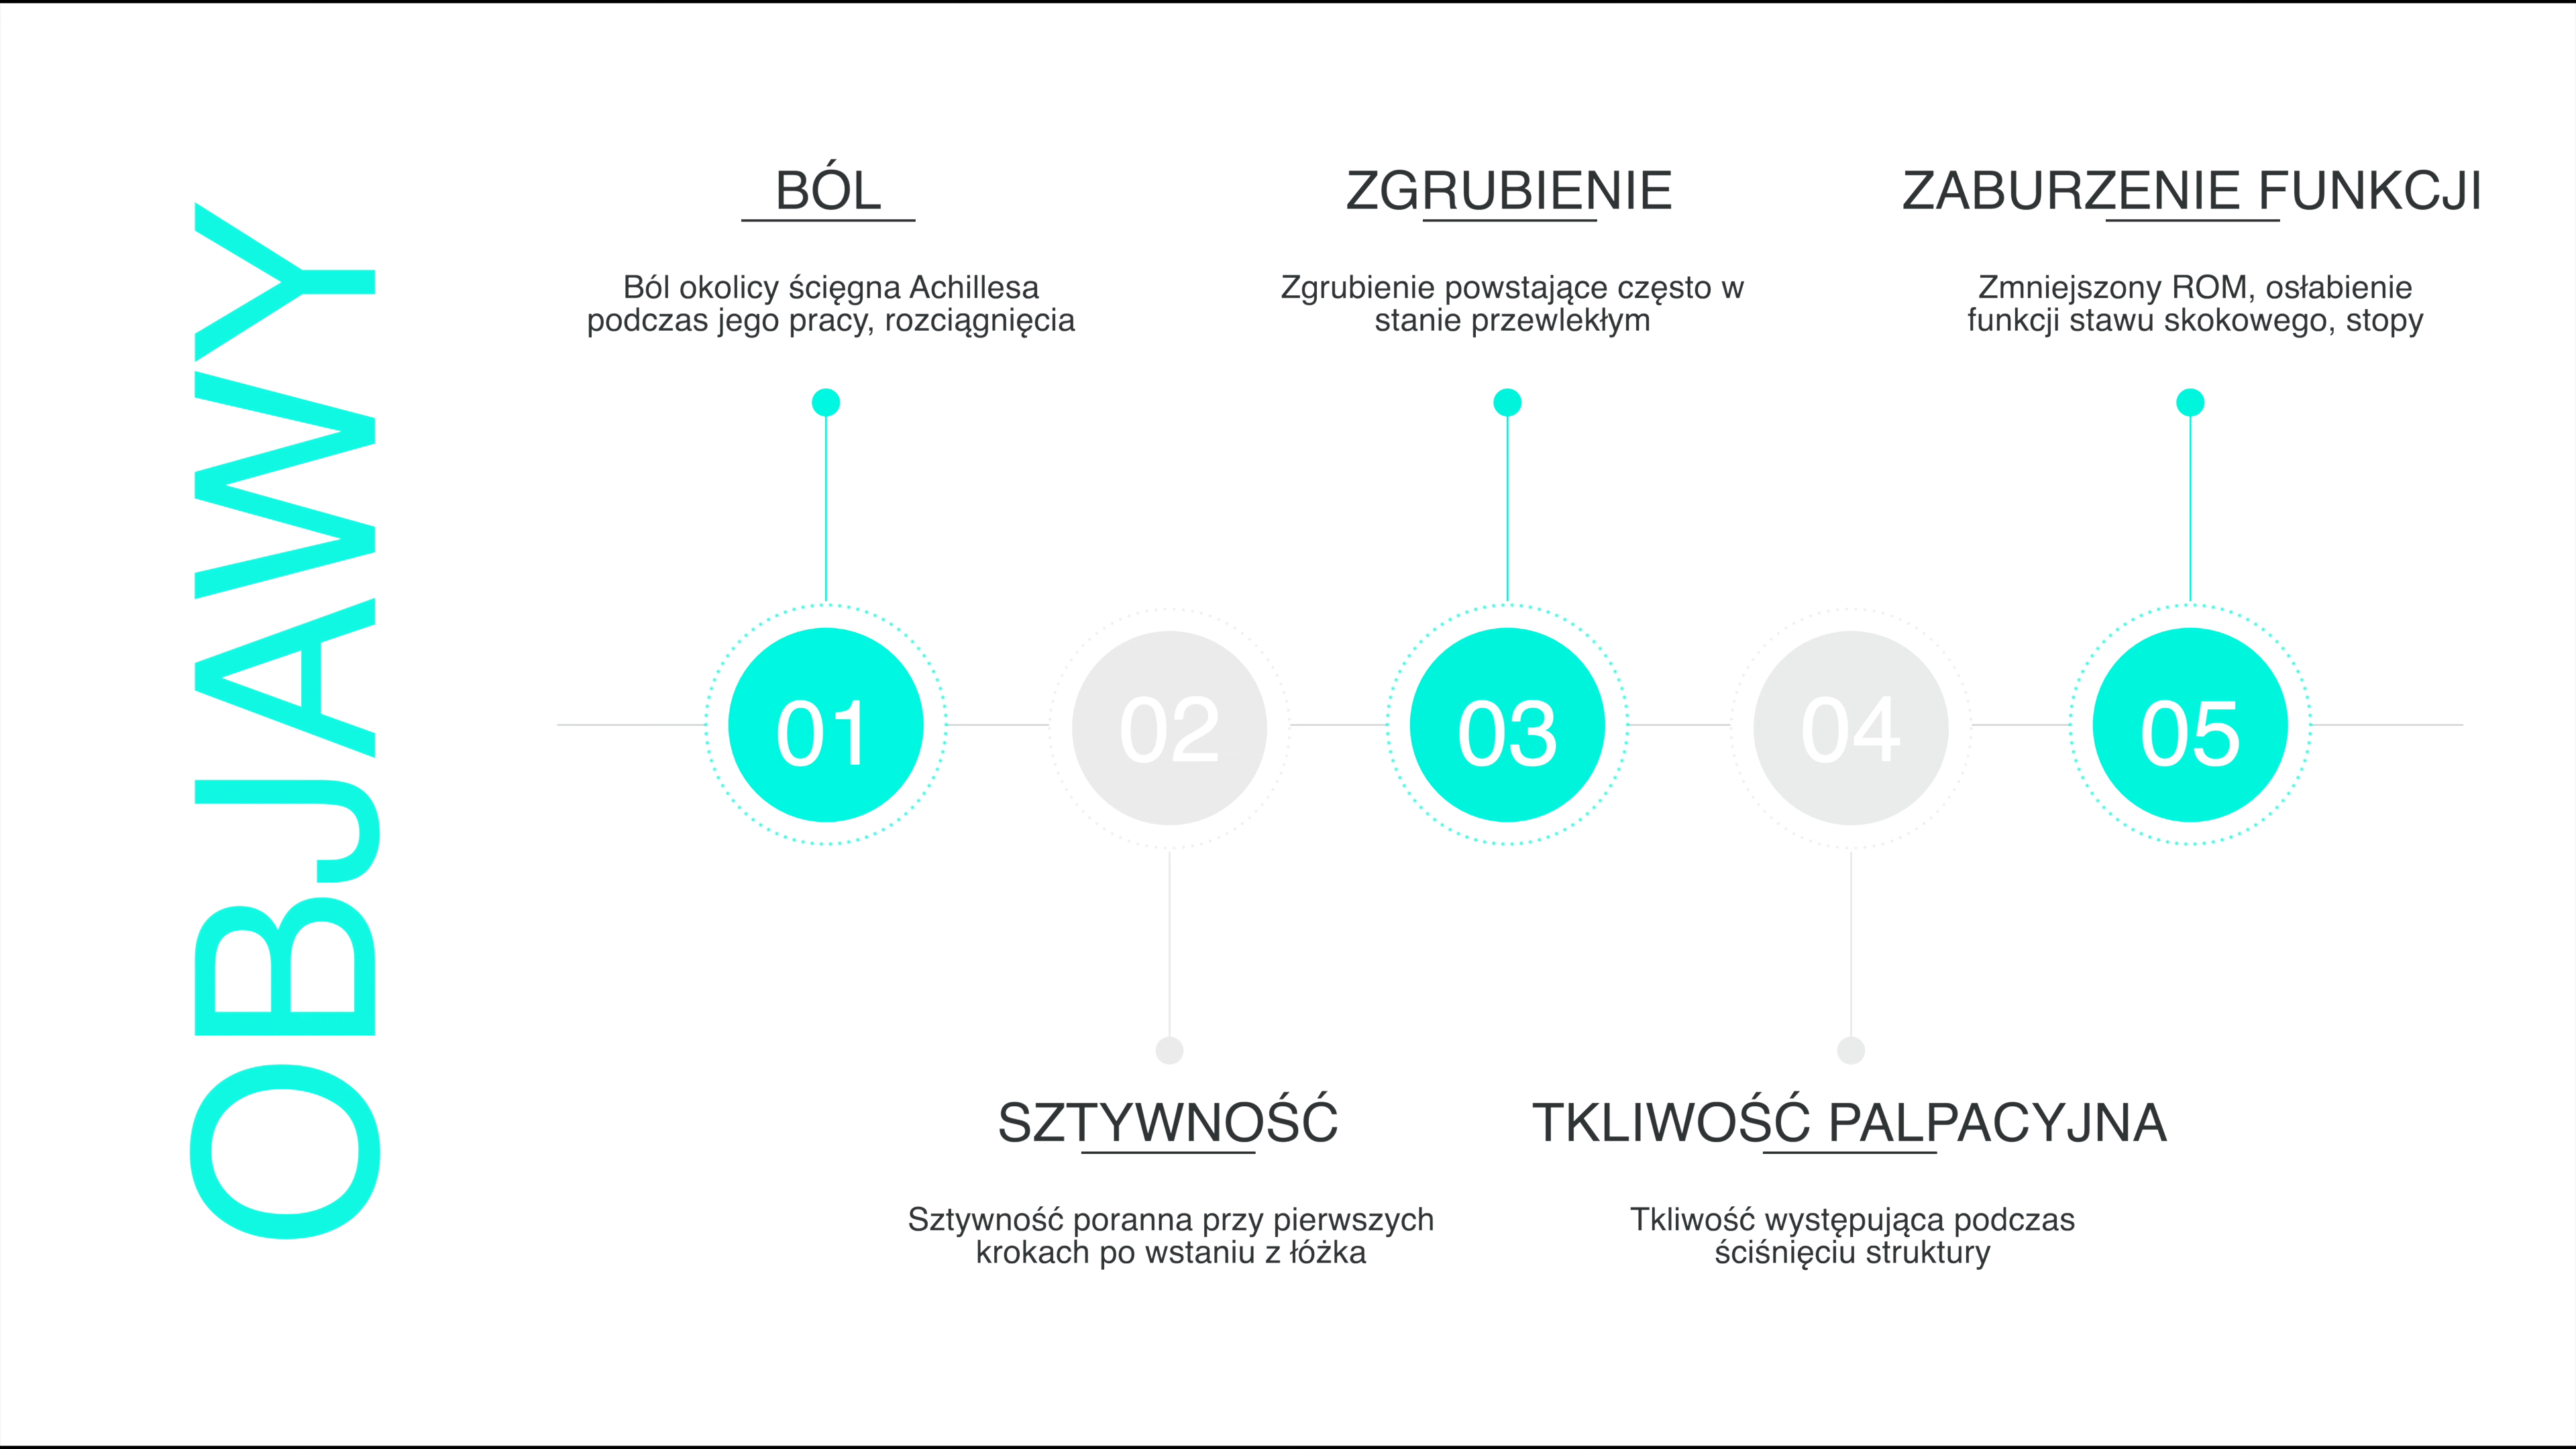 OBJAWY
BÓL
Ból okolicy ścięgna Achillesa
podczas jego pracy, rozciągnięcia
01
SZTYWNOŚĆ
Sztywność poranna przy pierwszych
krokach po wstaniu z łóżka
02
ZGRUBIENIE
Zgrubienie powstające często w
stanie przewlekłym
03
TKLIWOŚĆ PALPACYJNA
Tkliwość występująca podczas
ściśnięciu struktury
04
ZABURZENIE FUNKCJI
Zmniejszony ROM, osłabienie
funkcji stawu skokowego, stopy
05